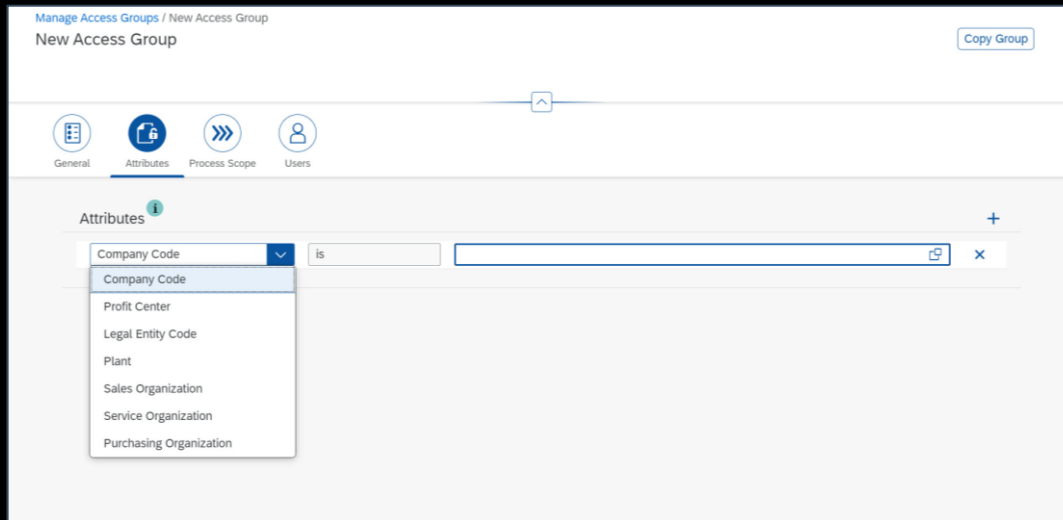 Manage Access Groups / New Access Group
New Access Group
Copy Group
General
Attributes
Process Scope
Users
Attributes i
+
Company Code
is
Company Code
Profit Center
Legal Entity Code
Plant
Sales Organization
Service Organization
Purchasing Organization